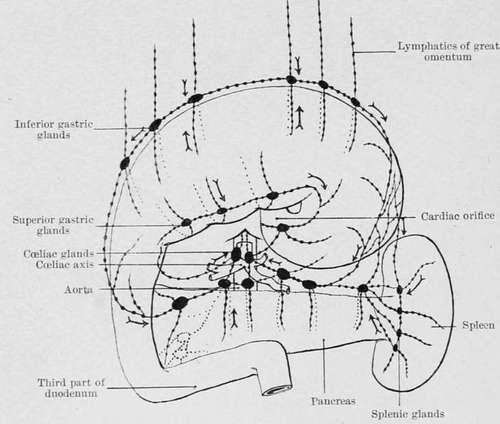 Lymphatics of great
omentum
Inferior gastric
glands
Superior gastric
glands
Cardiac orifice
Cœliac glands
Cœliac axis
Aorta
Spleen
Third part of
duodenum
Pancreas
Splenic glands